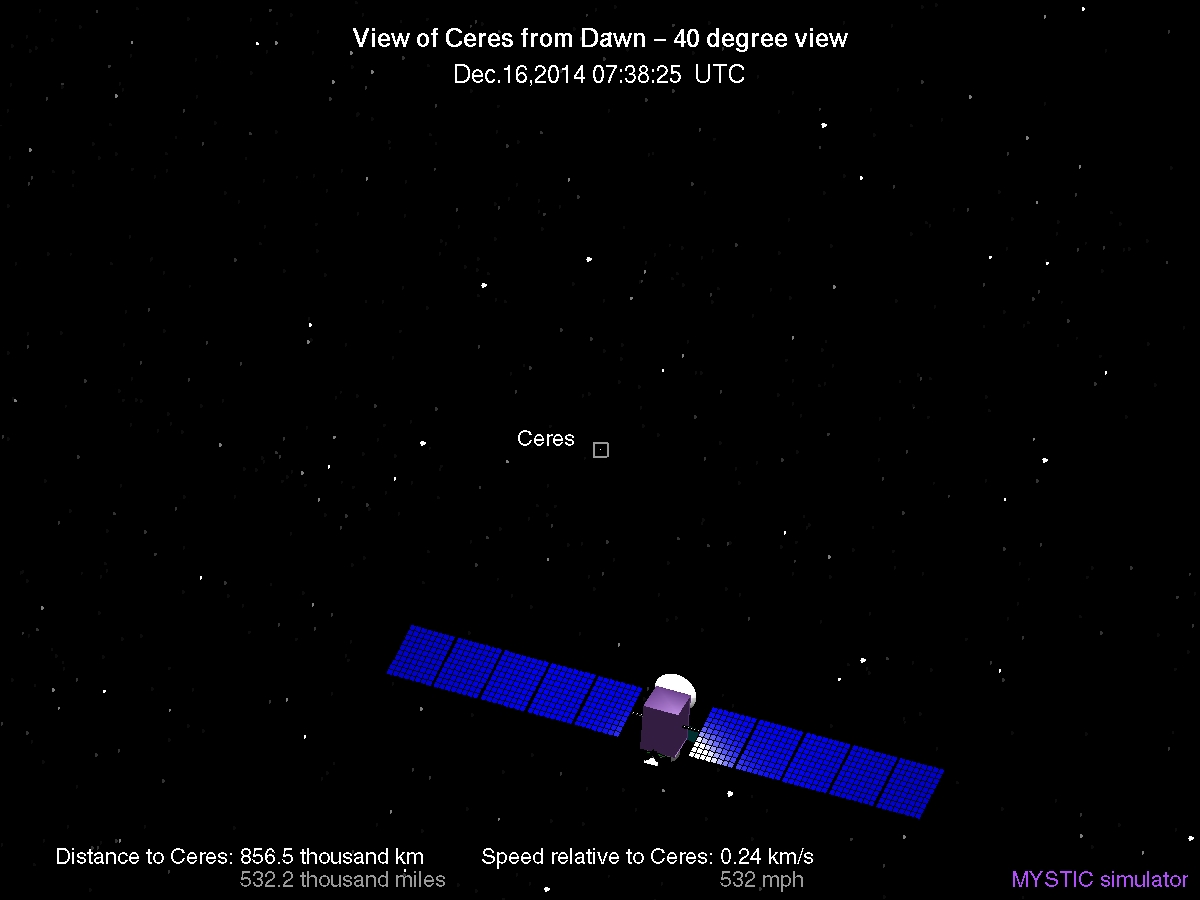 View of Ceres from Dawn – 40 degree view
Dec.16,2014 07:38:25 UTC
Ceres
Distance to Ceres: 856.5 thousand km
532.2 thousand miles
Speed relative to Ceres: 0.24 km/s
532 mph
MYSTIC simulator